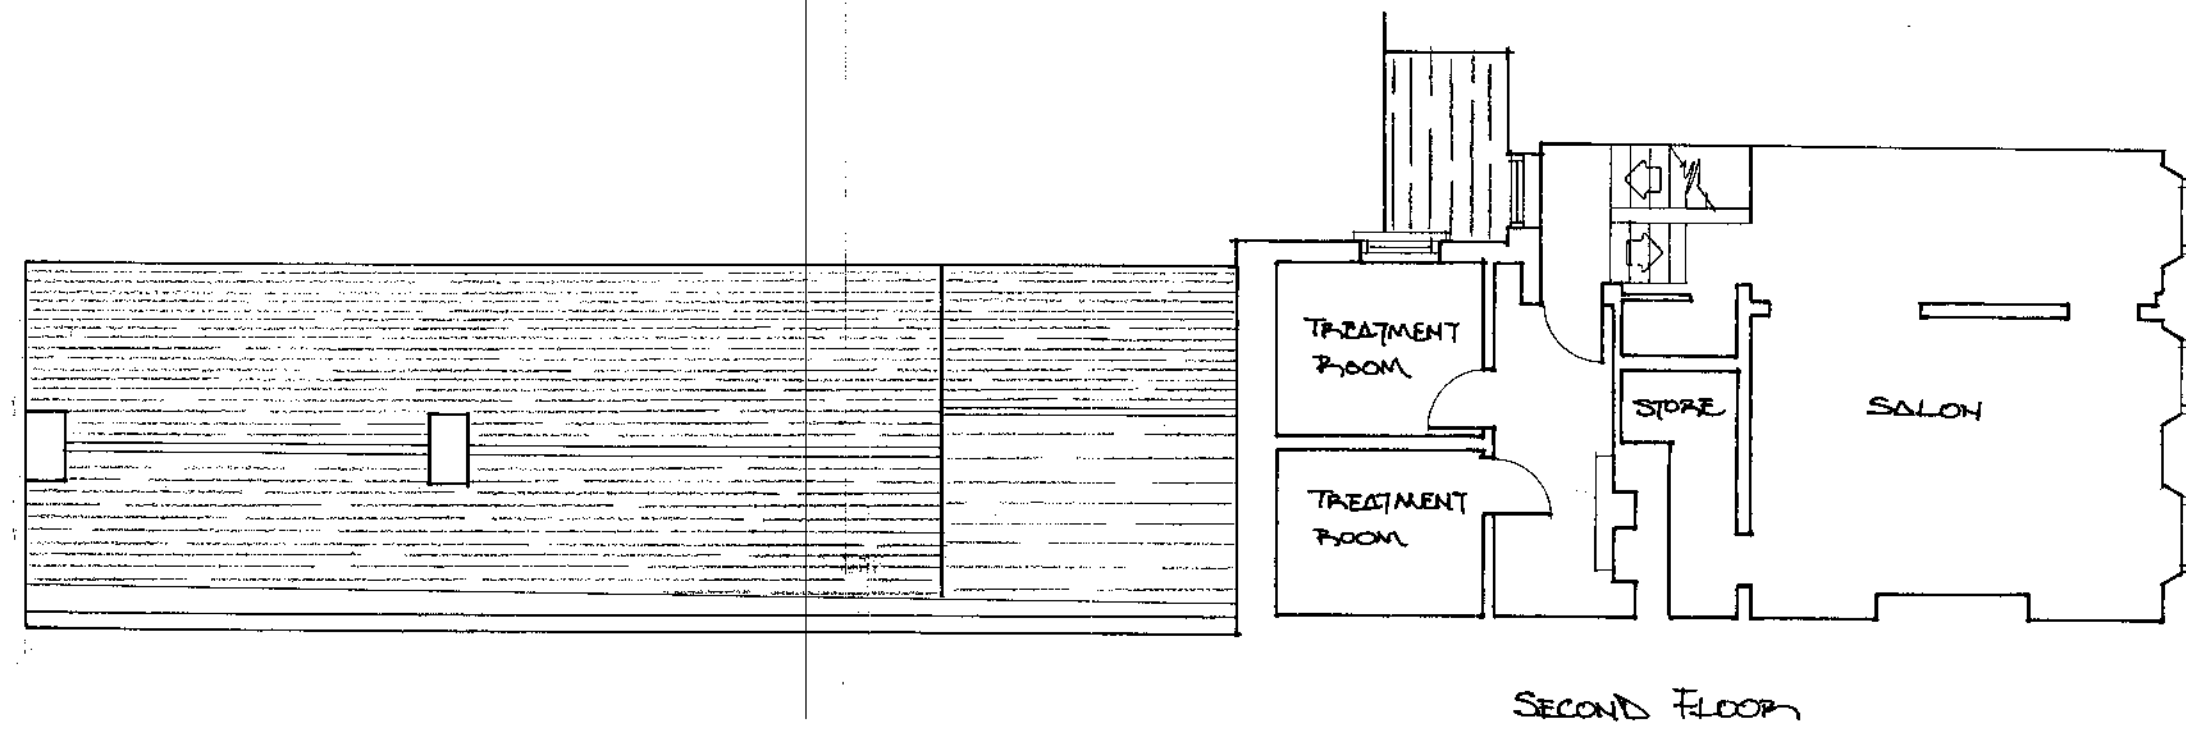 TREATMENT
ROOM
STORE
SALON
TREATMENT
ROOM
SECOND FLOOR